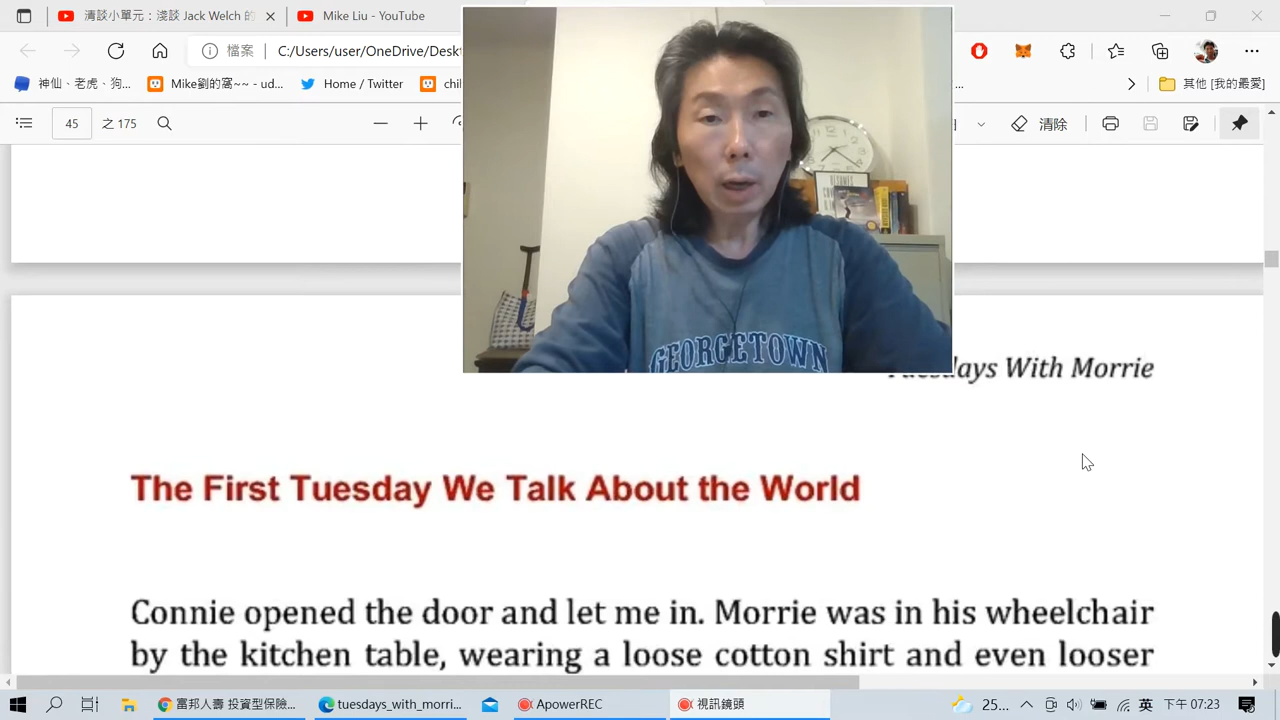 清談小單元 : 淺談 Jack Welch 的
Mike Liu - YouTube
檔案
C:/Users/user/OneDrive/Deskt
神仙、老虎、狗...
Mike劉的窩~~ - ud...
Home / Twitter
其他 [我的最愛]
45 之 175
清除
GEORGETOWN
Tuesdays With Morrie
The First Tuesday We Talk About the World
Connie opened the door and let me in. Morrie was in his wheelchair
by the kitchen table, wearing a loose cotton shirt and even looser
富邦人壽 投資型保險...
tuesdays_with_morri...
ApowerREC
視訊鏡頭
25...
英
下午 07:23